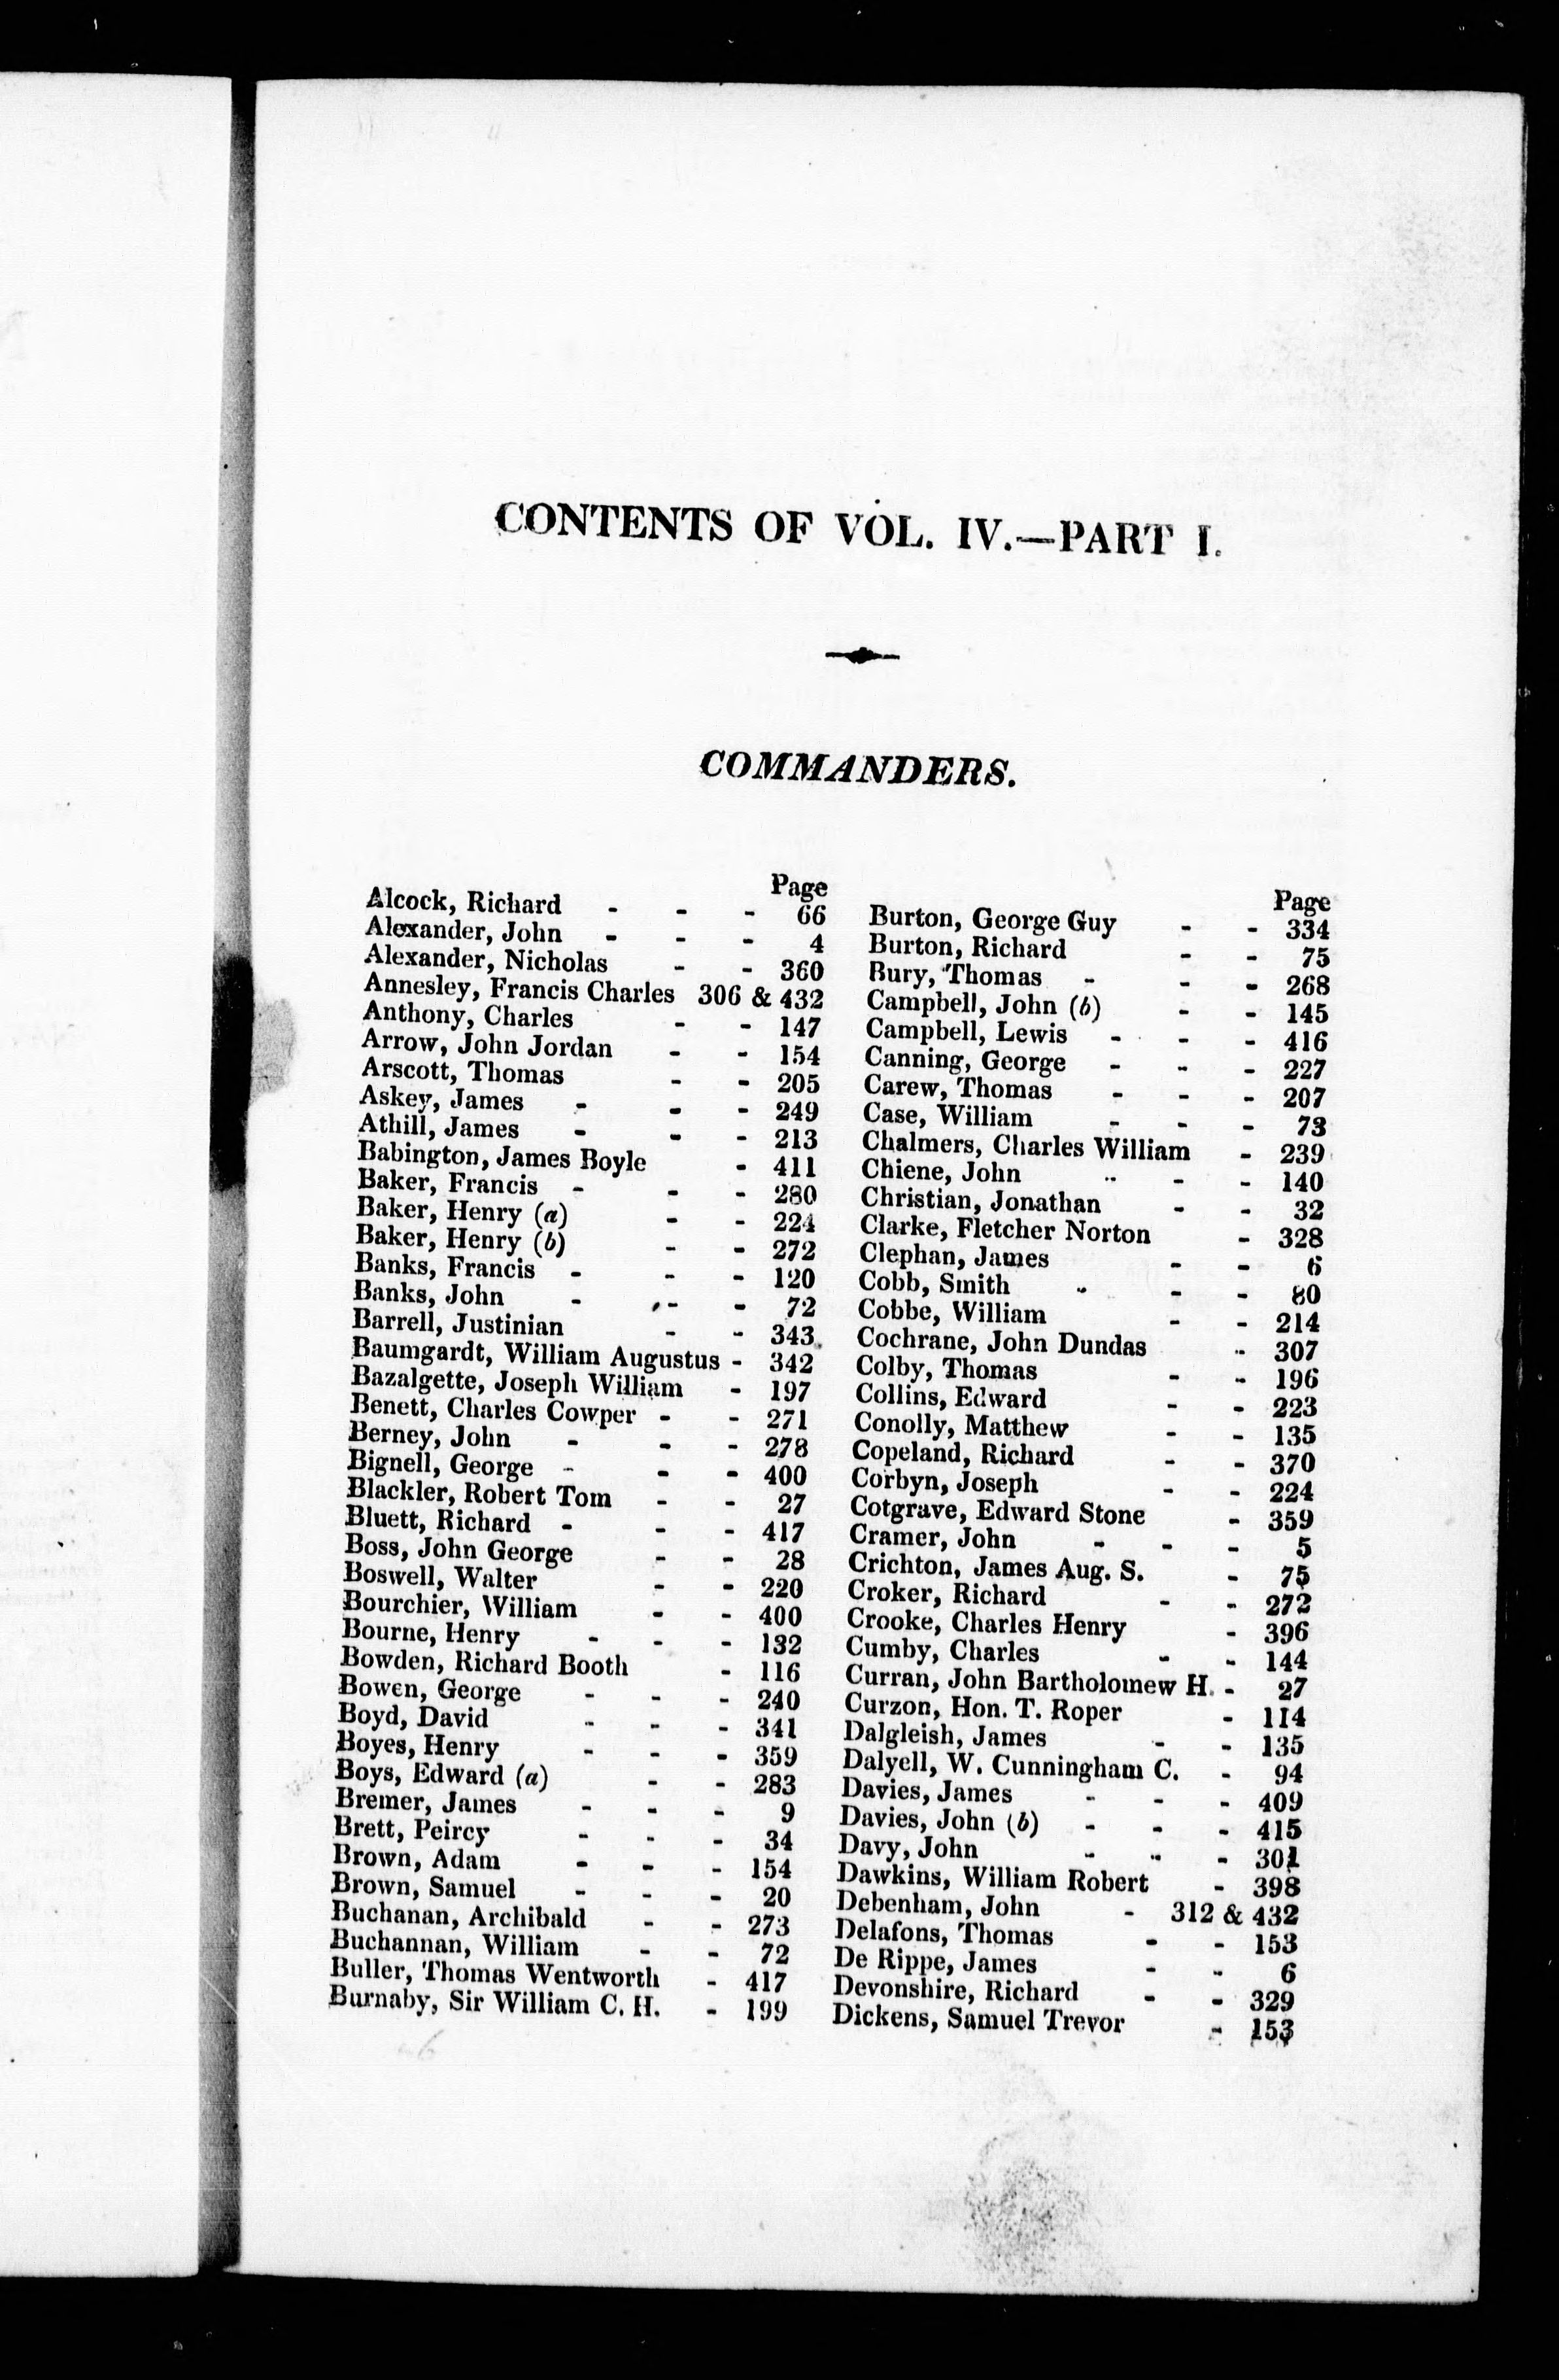 CONTENTS OF VOL. IV.—PART I.
COMMANDERS.
Page
Alcock, Richard - - - 66
Alexander, John - - - 4
Alexander, Nicholas - - 360
Annesley, Francis Charles 306 & 432
Anthony, Charles - - 147
Arrow, John Jordan - - 154
Arscott, Thomas - - 205
Askey, James - - - 249
Athill, James - - - 213
Babington, James Boyle - 411
Baker, Francis - - - 280
Baker, Henry (a) - - 224
Baker, Henry (b) - - 272
Banks, Francis - - - 120
Banks, John - - - 72
Barrell, Justinian - - 343
Baumgardt, William Augustus - 342
Bazalgette, Joseph William - 197
Benett, Charles Cowper - - 271
Berney, John - - - 278
Bignell, George - - - 400
Blackler, Robert Tom - - 27
Bluett, Richard - - - 417
Boss, John George - - 28
Boswell, Walter - - 220
Bourchier, William - - 400
Bourne, Henry - - - 132
Bowden, Richard Booth - 116
Bowen, George - - - 240
Boyd, David - - - 341
Boyes, Henry - - - 359
Boys, Edward (a) - - 283
Bremer, James - - - 9
Brett, Peircy - - - 34
Brown, Adam - - - 154
Brown, Samuel - - - 20
Buchanan, Archibald - - 273
Buchannan, William - - 72
Buller, Thomas Wentworth - 417
Burnaby, Sir William C. H. - 199
Page
Burton, George Guy - - 334
Burton, Richard - - 75
Bury, Thomas - - - 268
Campbell, John (b) - - 145
Campbell, Lewis - - - 416
Canning, George - - - 227
Carew, Thomas - - - 207
Case, William - - - 73
Chalmers, Charles William - 239
Chiene, John - - - 140
Christian, Jonathan - - 32
Clarke, Fletcher Norton - 328
Clephan, James - - 6
Cobb, Smith - - - 80
Cobbe, William - - 214
Cochrane, John Dundas - 307
Colby, Thomas - - 196
Collins, Edward - - 223
Conolly, Matthew - - 135
Copeland, Richard - - 370
Corbyn, Joseph - - 224
Cotgrave, Edward Stone - 359
Cramer, John - - - 5
Crichton, James Aug. S. - 75
Croker, Richard - - 272
Crooke, Charles Henry - 396
Cumby, Charles - - 144
Curran, John Bartholomew H. - 27
Curzon, Hon. T. Roper - 114
Dalgleish, James - - 135
Dalyell, W. Cunningham C. - 94
Davies, James - - - 409
Davies, John (b) - - - 415
Davy, John - - - 301
Dawkins, William Robert - 398
Debenham, John - 312 & 432
Delafons, Thomas - - 153
De Rippe, James - - 6
Devonshire, Richard - - 329
Dickens, Samuel Trevor - 153